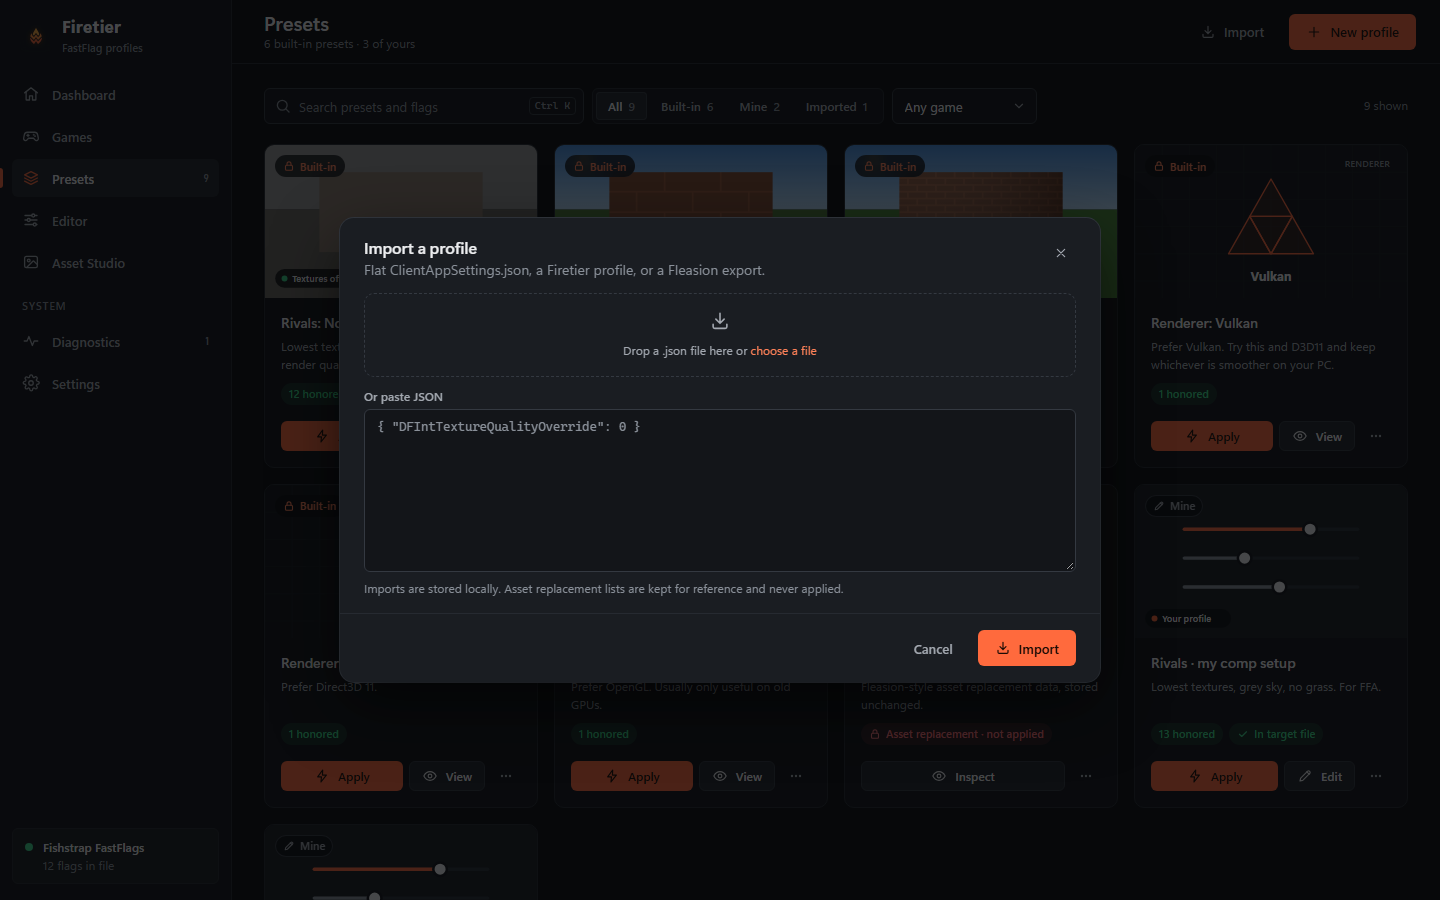 Firetier
FastFlag profiles
Dashboard
Games
Presets 9
Editor
Asset Studio
SYSTEM
Diagnostics 1
Settings
Fishstrap FastFlags
12 flags in file
Presets
6 built-in presets · 3 of yours
Import
New profile
Search presets and flags Ctrl K
All 9 Built-in 6 Mine 2 Imported 1
Any game
9 shown
Built-in
Textures of
Rivals:
Lowest
render
12
Built-in
Built-in
Built-in
RENDERER
Vulkan
Renderer: Vulkan
Prefer Vulkan. Try this and D3D11 and keep
whichever is smoother on your PC.
1 honored
Apply View
Import a profile
Flat ClientAppSettings.json, a Firetier profile, or a Fleasion export.
Drop a .json file here or choose a file
Or paste JSON
{ "DFIntTextureQualityOverride": 0 }
Imports are stored locally. Asset replacement lists are kept for reference and never applied.
Cancel Import
Built-in
Renderer
Prefer Direct3D 11.
1 honored
Apply View
Prefer OpenGL. Usually only useful on old
GPUs.
1 honored
Apply View
Fleasion-style asset replacement data, stored
unchanged.
Asset replacement · not applied
Inspect
Mine
Your profile
Rivals · my comp setup
Lowest textures, grey sky, no grass. For FFA.
13 honored In target file
Apply Edit
Mine